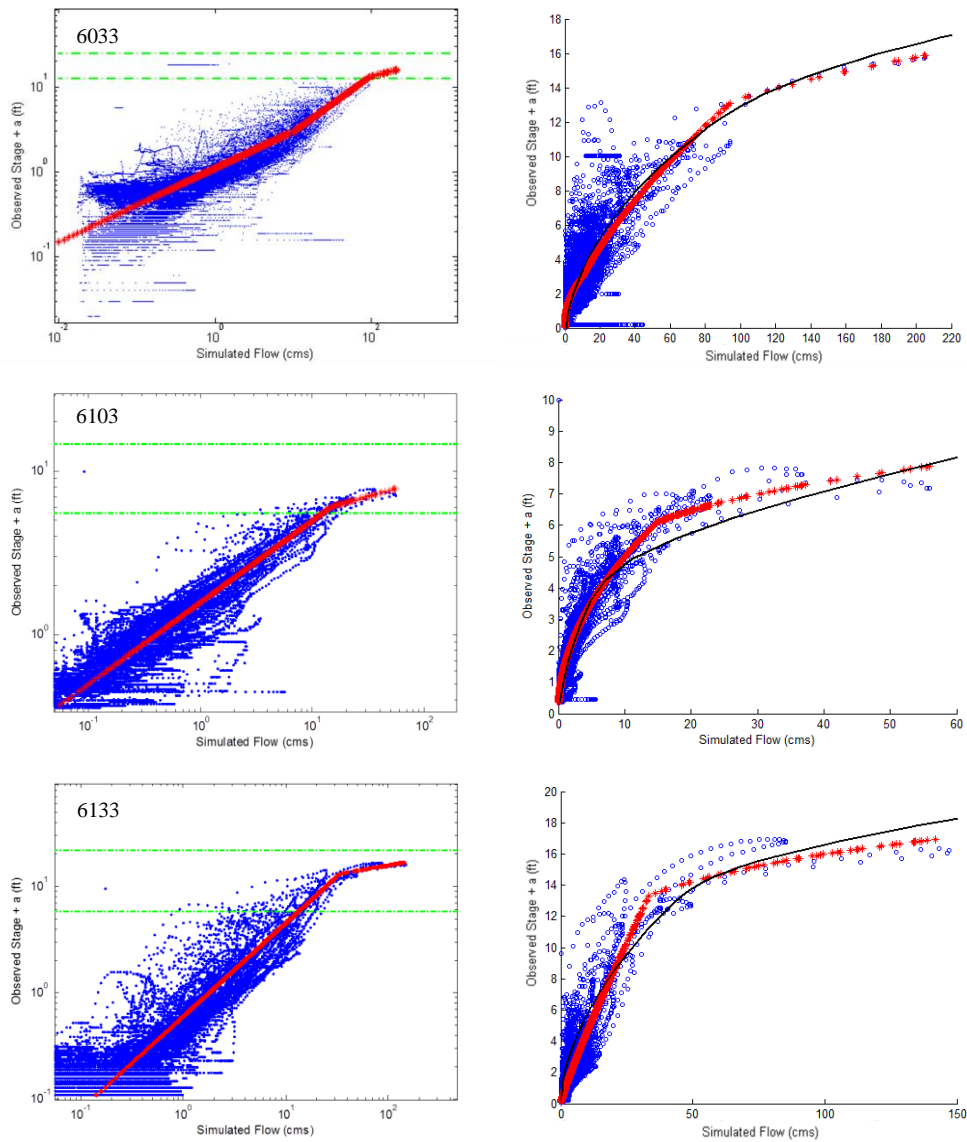 6033
Observed Stage + a (ft)
10^1
10^0
10^-1
10^-2
10^0
10^2
Simulated Flow (cms)
Observed Stage + a (ft)
18
16
14
12
10
8
6
4
2
0
0 20 40 60 80 100 120 140 160 180 200 220
Simulated Flow (cms)
6103
Observed Stage + a (ft)
10^1
10^0
10^-1 10^0 10^1 10^2
Simulated Flow (cms)
Observed Stage + a (ft)
10
9
8
7
6
5
4
3
2
1
0
0 10 20 30 40 50 60
Simulated Flow (cms)
6133
Observed Stage + a (ft)
10^1
10^0
10^-1
10^-1 10^0 10^1 10^2
Simulated Flow (cms)
Observed Stage + a (ft)
20
18
16
14
12
10
8
6
4
2
0
0 50 100 150
Simulated Flow (cms)